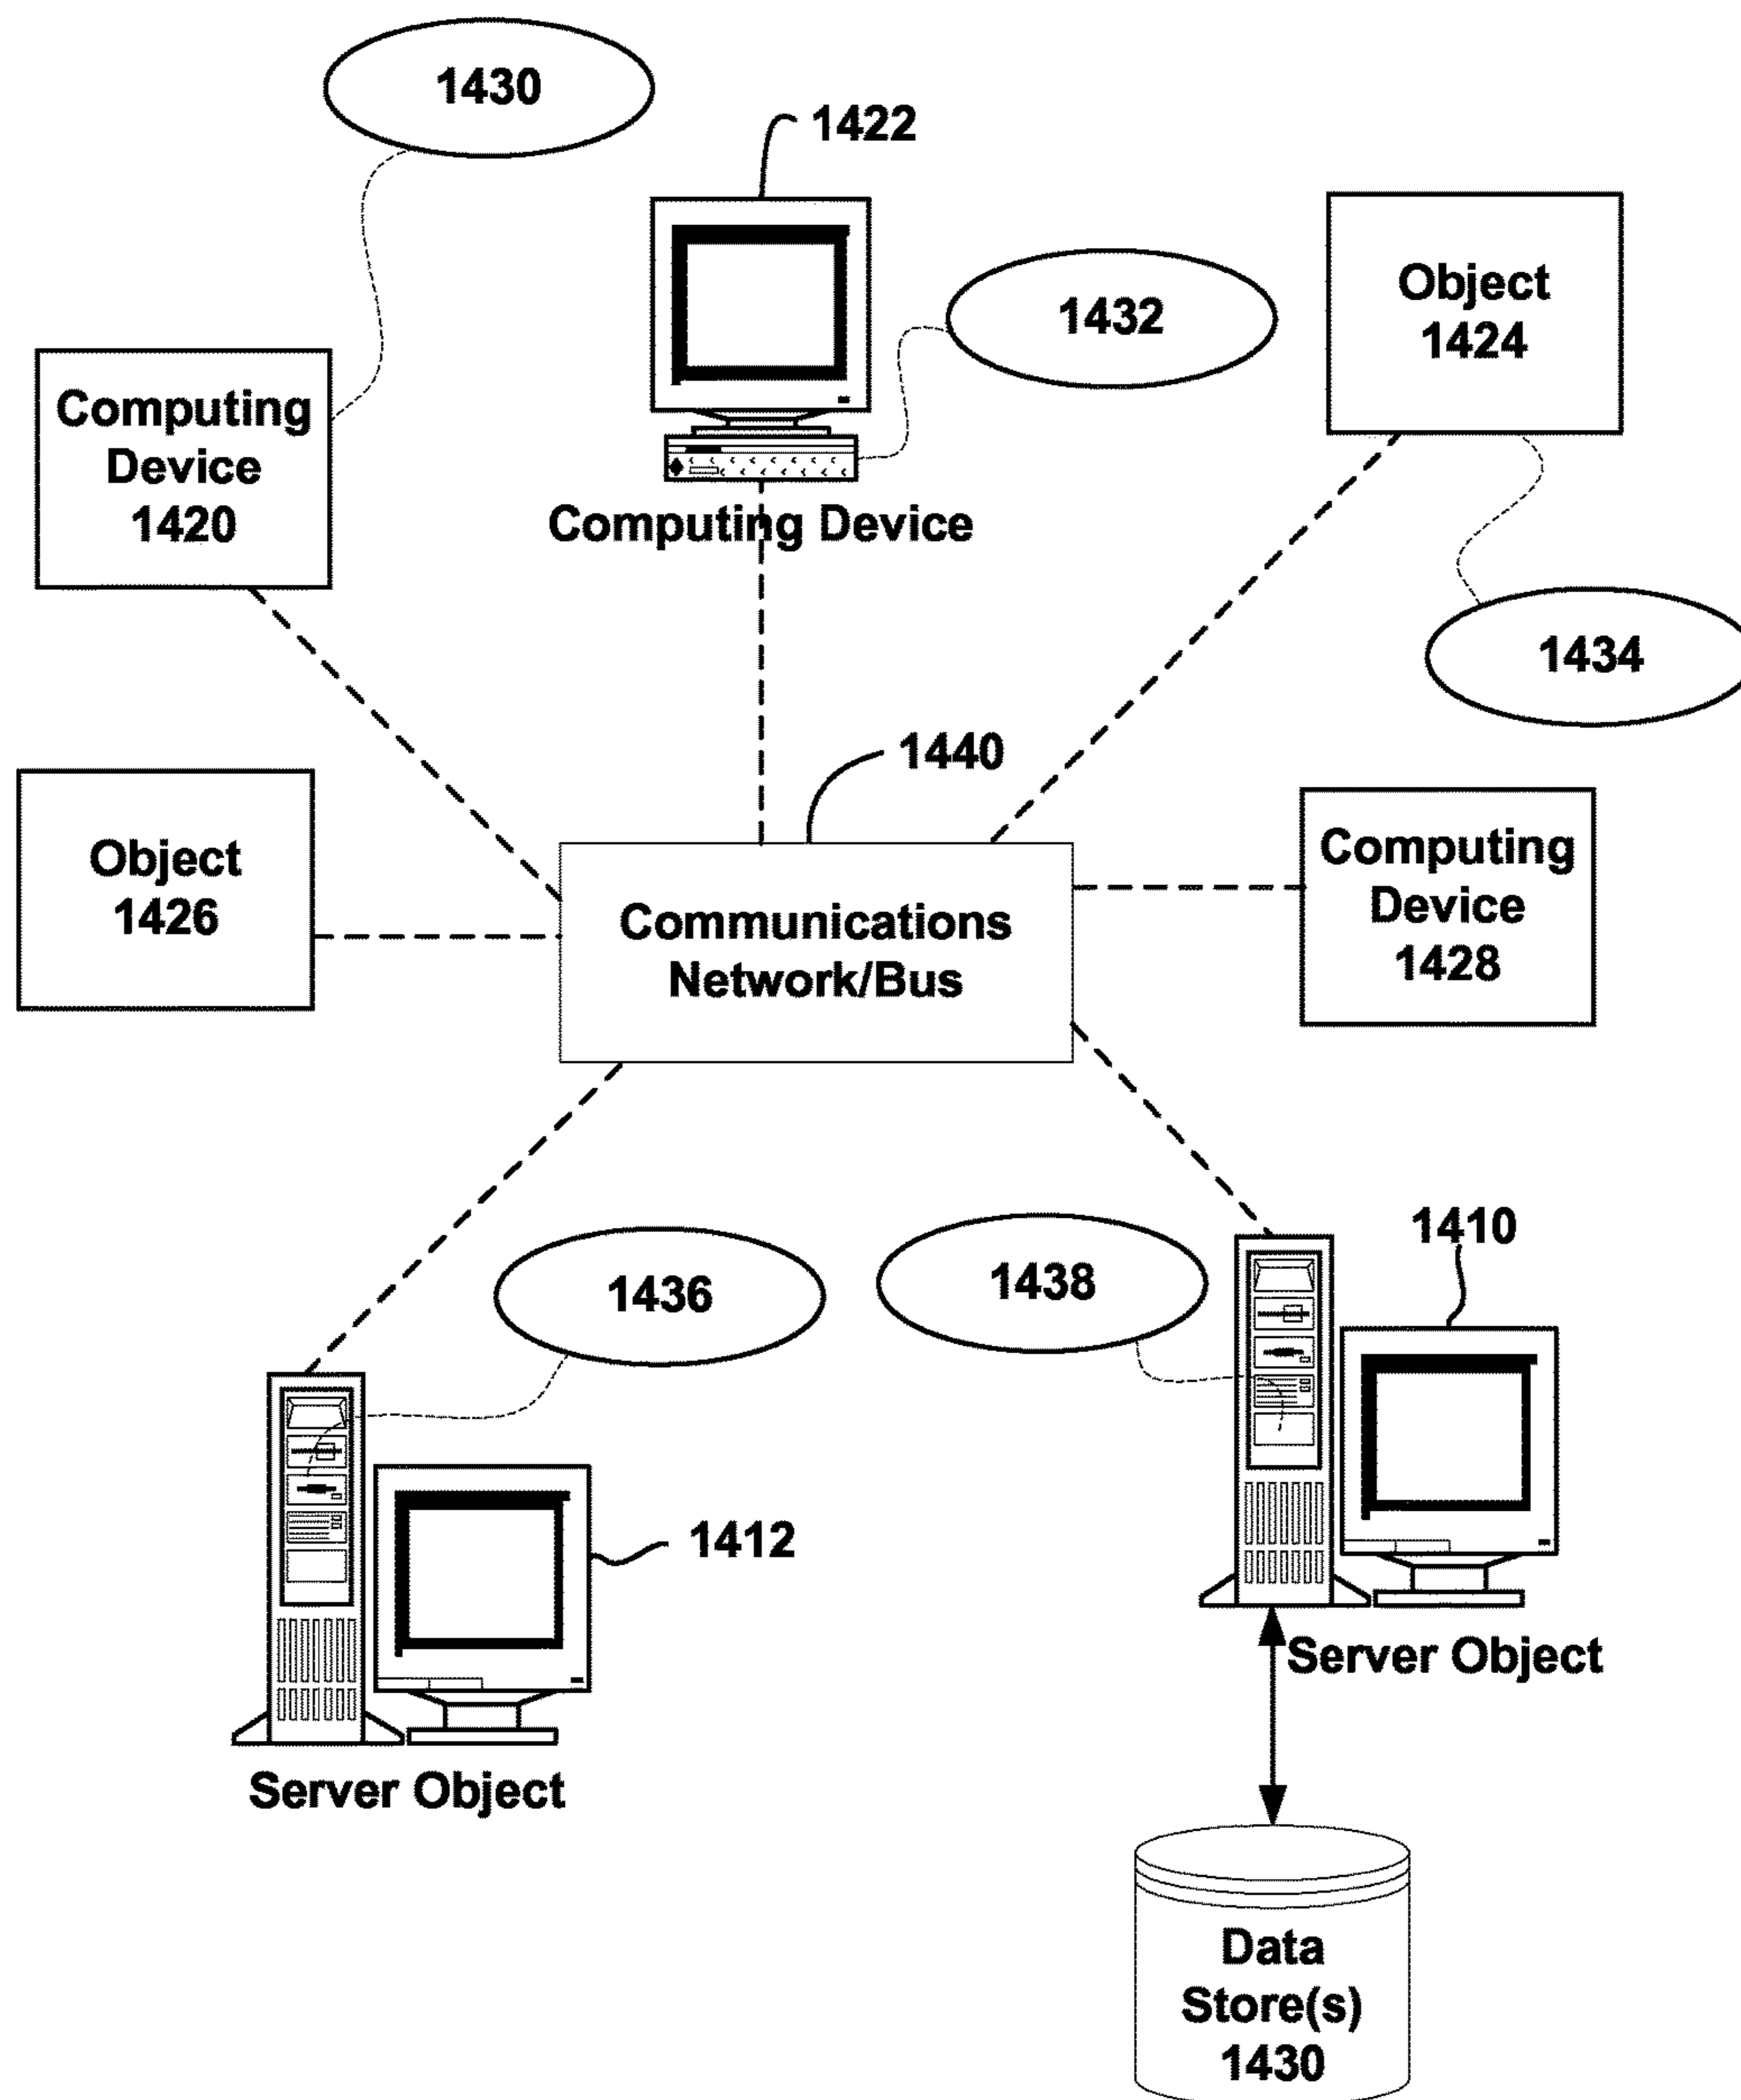 1430
1422
1432
Object
1424
Computing
Device
1420
Computing Device
1434
1440
Object
1426
Communications
Network/Bus
Computing
Device
1428
1436
1438
1410
1412
Server Object
Server Object
Data
Store(s)
1430